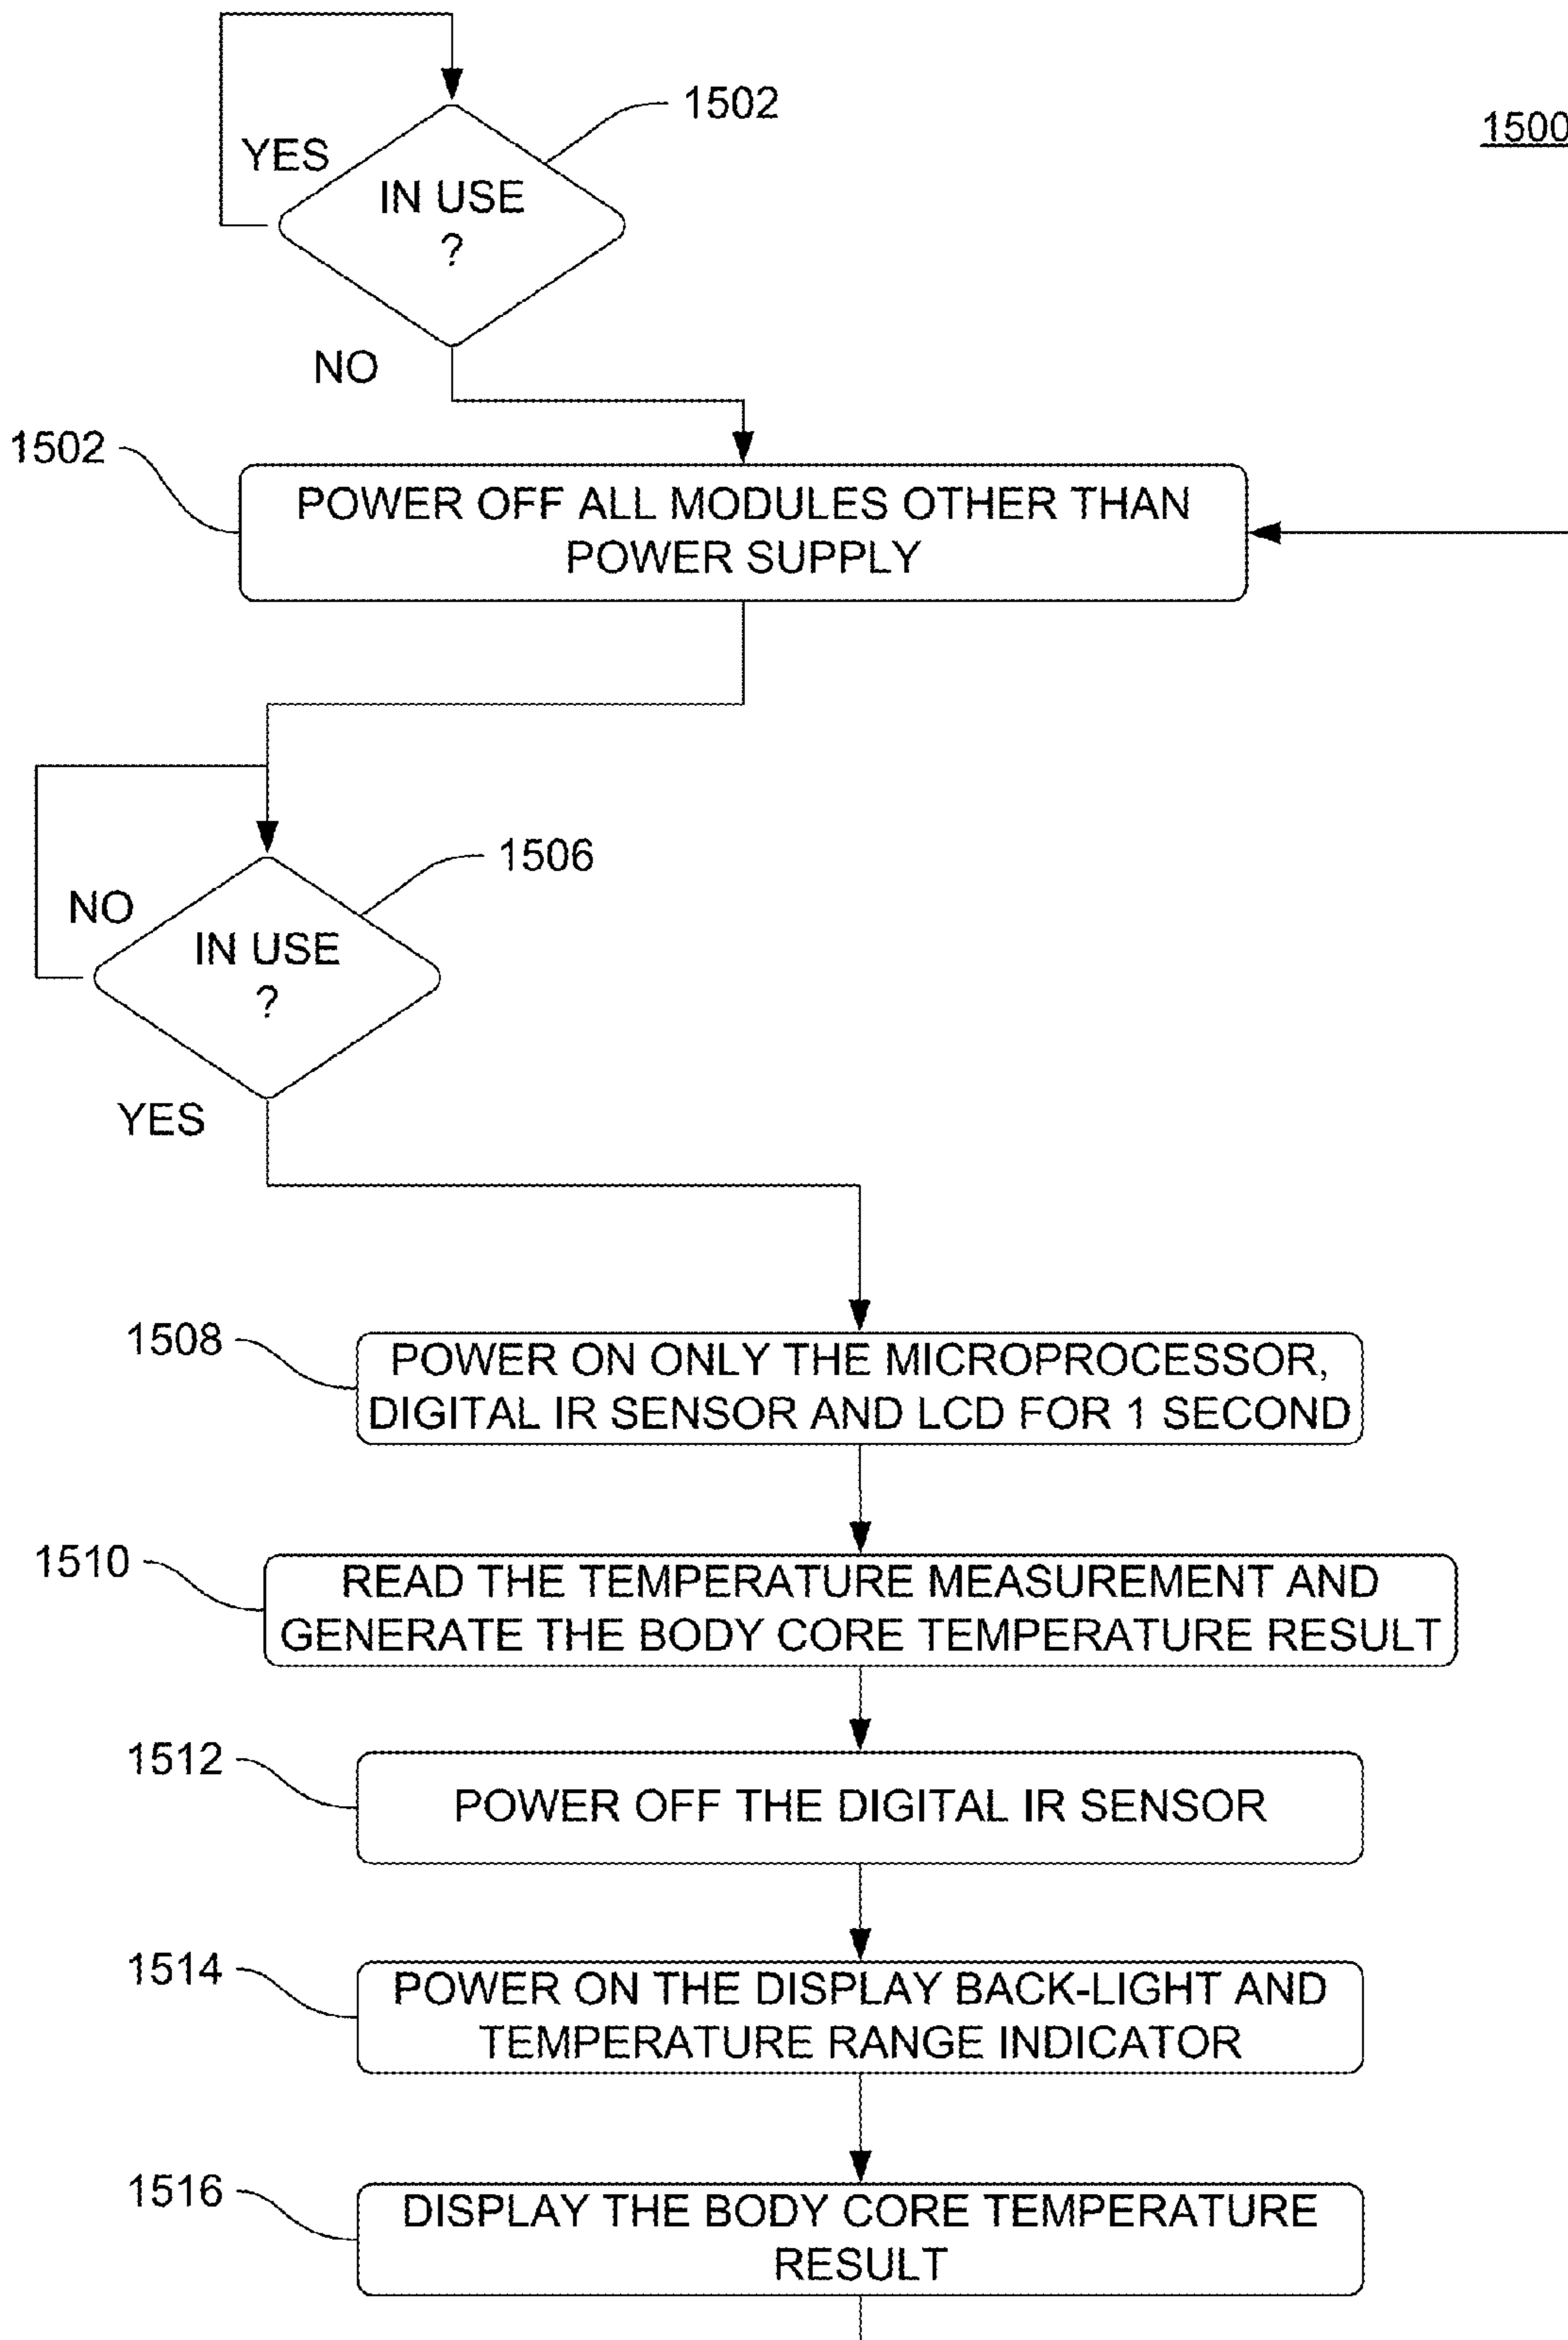 1502
1500
YES
IN USE
?
NO
1502
POWER OFF ALL MODULES OTHER THAN
POWER SUPPLY
1506
NO
IN USE
?
YES
1508
POWER ON ONLY THE MICROPROCESSOR,
DIGITAL IR SENSOR AND LCD FOR 1 SECOND
1510
READ THE TEMPERATURE MEASUREMENT AND
GENERATE THE BODY CORE TEMPERATURE RESULT
1512
POWER OFF THE DIGITAL IR SENSOR
1514
POWER ON THE DISPLAY BACK-LIGHT AND
TEMPERATURE RANGE INDICATOR
1516
DISPLAY THE BODY CORE TEMPERATURE
RESULT